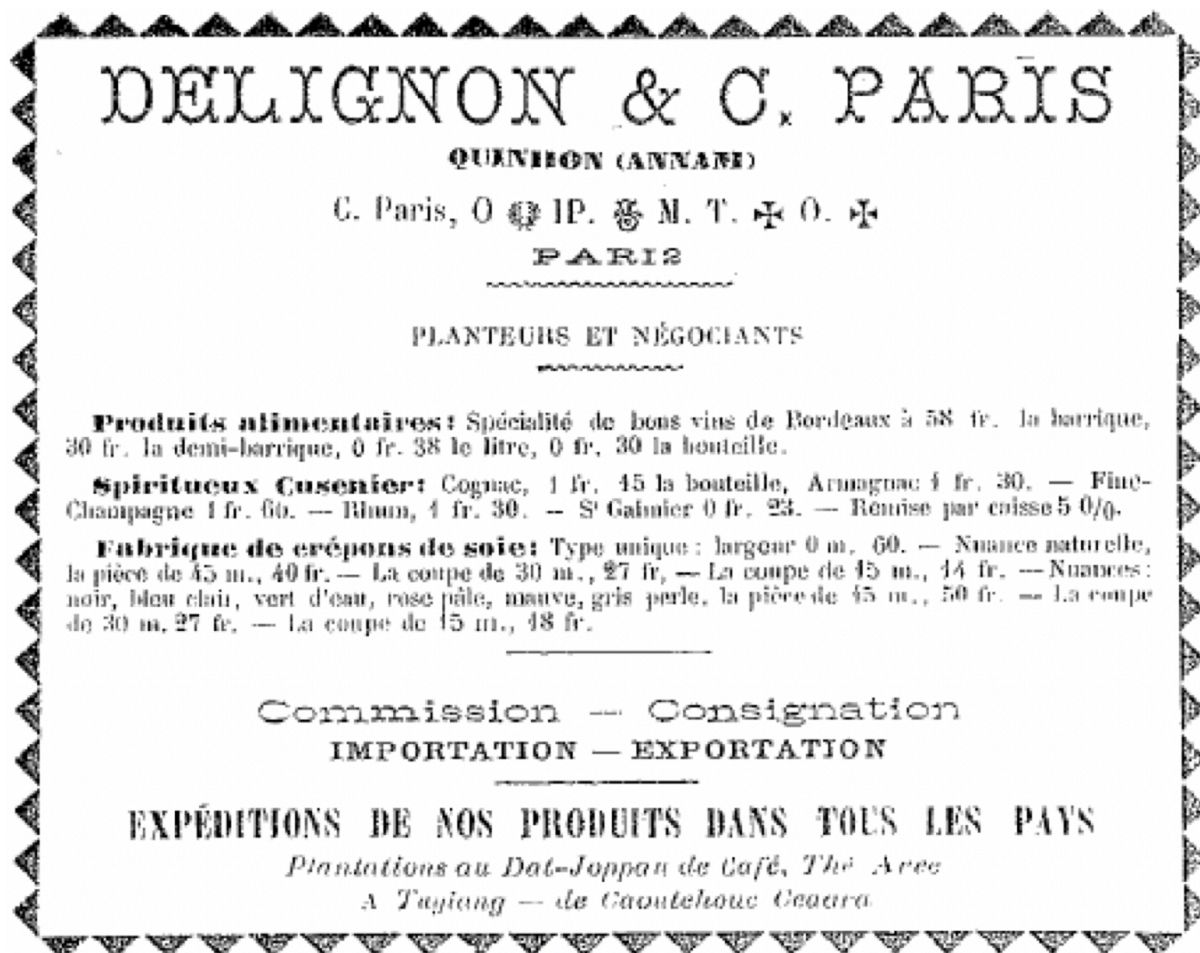 DELIGNON & C. PARIS
QUINHON (ANNAM)
C. Paris, O IP. M. T. O.
PARI2
PLANTEURS ET NÉGOCIANTS
Produits alimentaires: Spécialité de bons vins de Bordeaux à 58 fr. la barrique,
30 fr. la demi-barrique, 0 fr. 38 le litre, 0 fr. 30 la bouteille.
Spiritueux Cusenier: Cognac, 1 fr. 45 la bouteille, Armagnac 1 fr. 30. — Fine-
Champagne 1 fr. 60. — Rhum, 1 fr. 30. — St Galmier 0 fr. 23. — Remise par caisse 5 0/0.
Fabrique de crépons de soie: Type unique: largeur 0 m. 60. — Nuance naturelle,
la pièce de 45 m., 40 fr. — La coupe de 30 m., 27 fr, — La coupe de 15 m., 14 fr. — Nuances:
noir, bleu clair, vert d'eau, rose pâle, mauve, gris perle, la pièce de 45 m., 50 fr. — La coupe
de 30 m. 27 fr. — La coupe de 15 m., 18 fr.
Commission — Consignation
IMPORTATION — EXPORTATION
EXPÉDITIONS DE NOS PRODUITS DANS TOUS LES PAYS
Plantations au Dat-Joppan de Café, Thé Arec
A Tuyiang — de Caoutchouc Ceaara